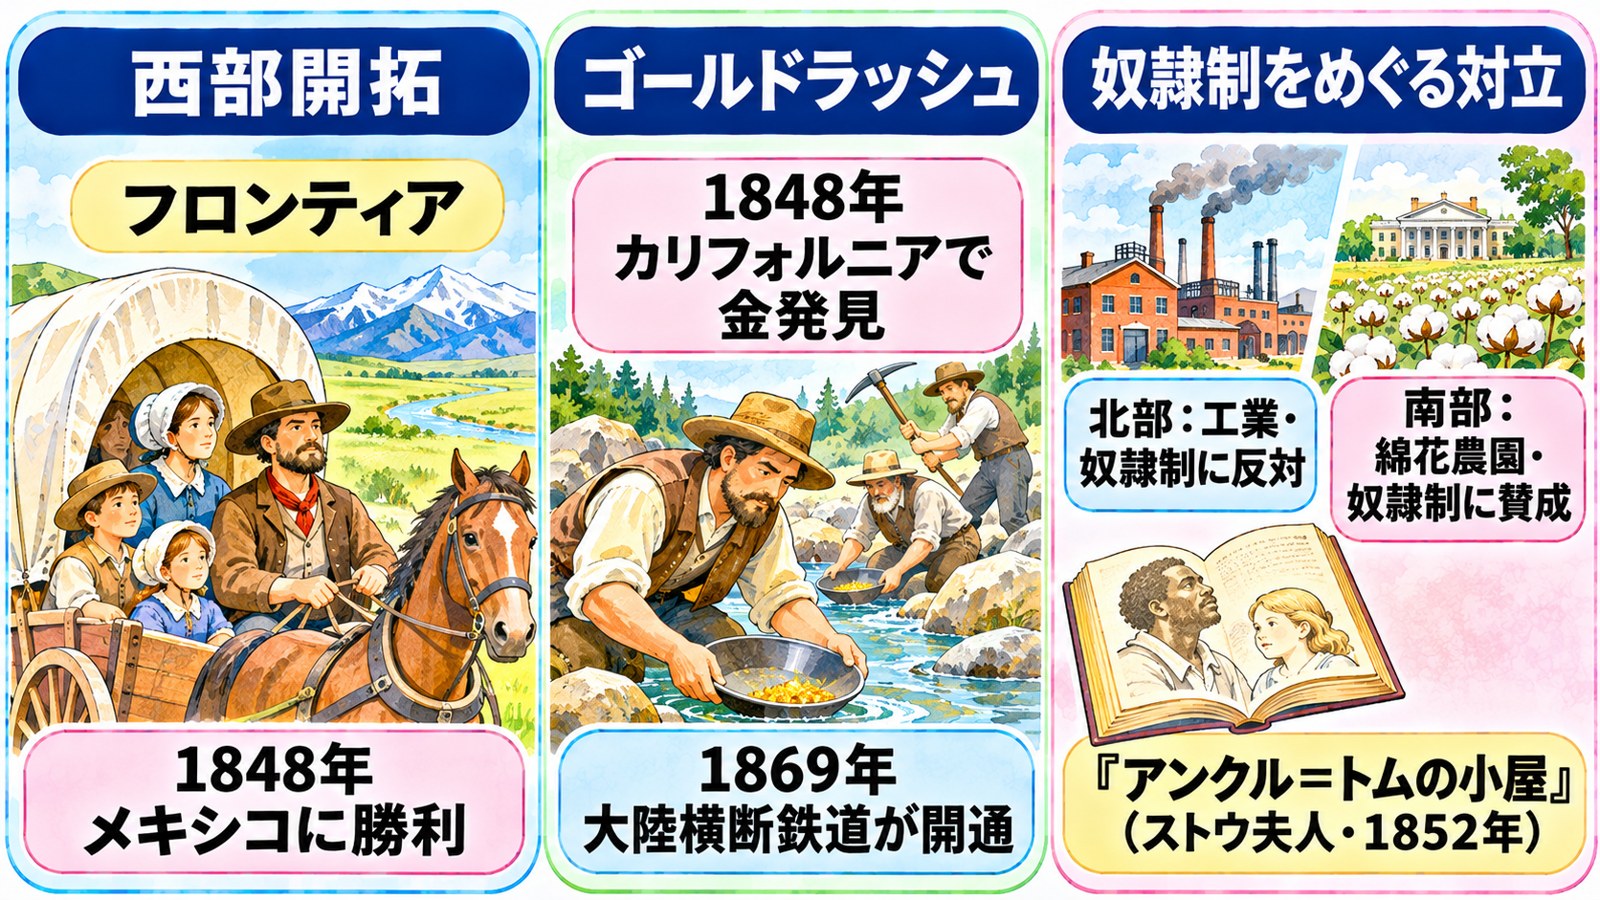 西部開拓
フロンティア
1848年
メキシコに勝利
ゴールドラッシュ
1848年
カリフォルニアで
金発見
1869年
大陸横断鉄道が開通
奴隷制をめぐる対立
北部：工業・
奴隷制に反対
南部：
綿花農園・
奴隷制に賛成
『アンクル＝トムの小屋』
（ストウ夫人・1852年）